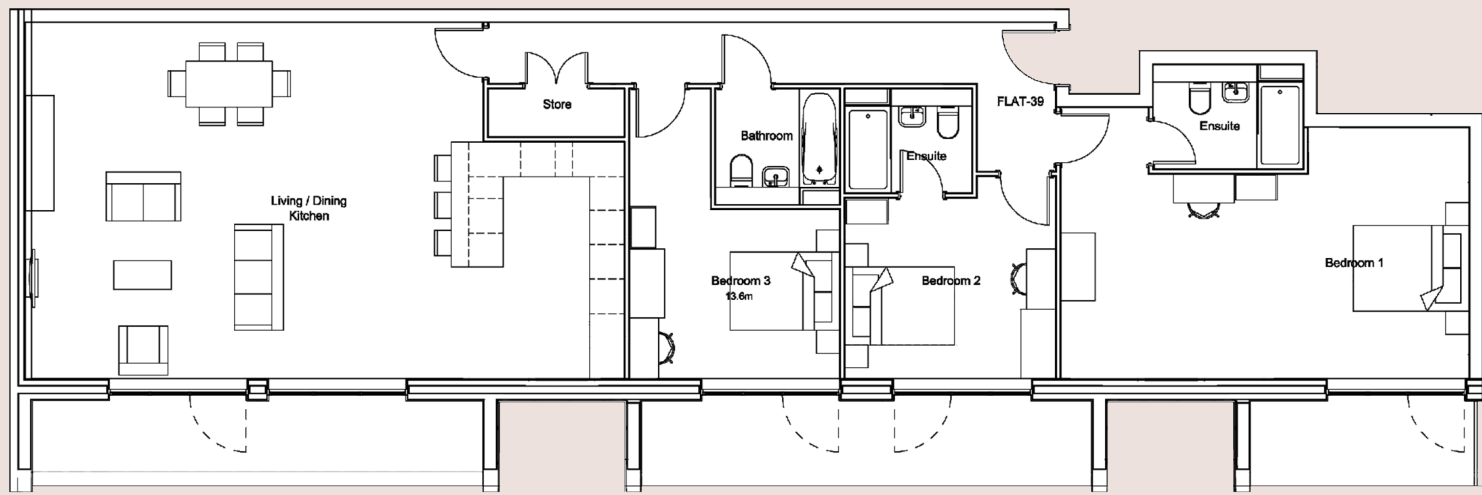 Store
FLAT-39
Bathroom
Ensuite
Ensuite
Living / Dining
Kitchen
Bedroom 3
13.6m
Bedroom 2
Bedroom 1